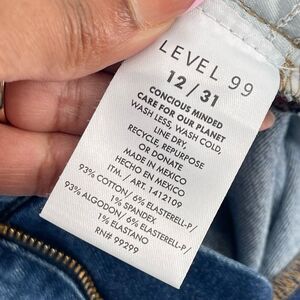 LEVEL 99
12 / 31
CONCIOUS MINDED
CARE FOR OUR PLANET
WASH LESS, WASH COLD,
LINE DRY,
RECYCLE, REPURPOSE
OR DONATE
MADE IN MEXICO
HECHO EN MEXICO
ITM. / ART. 1412109
93% COTTON/ 6% ELASTERELL-P/
1% SPANDEX
93% ALGODON/ 6% ELASTERELL-P/
1% ELASTANO
RN# 99299